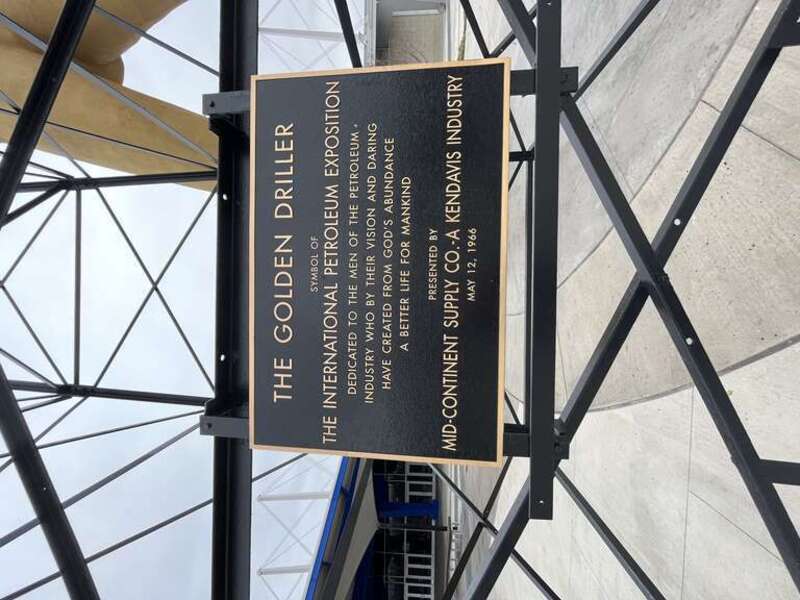 THE GOLDEN DRILLER
SYMBOL OF
THE INTERNATIONAL PETROLEUM EXPOSITION
DEDICATED TO THE MEN OF THE PETROLEUM
INDUSTRY WHO BY THEIR VISION AND DARING
HAVE CREATED FROM GOD'S ABUNDANCE
A BETTER LIFE FOR MANKIND
PRESENTED BY
MID-CONTINENT SUPPLY CO.-A KENDAVIS INDUSTRY
MAY 12, 1966